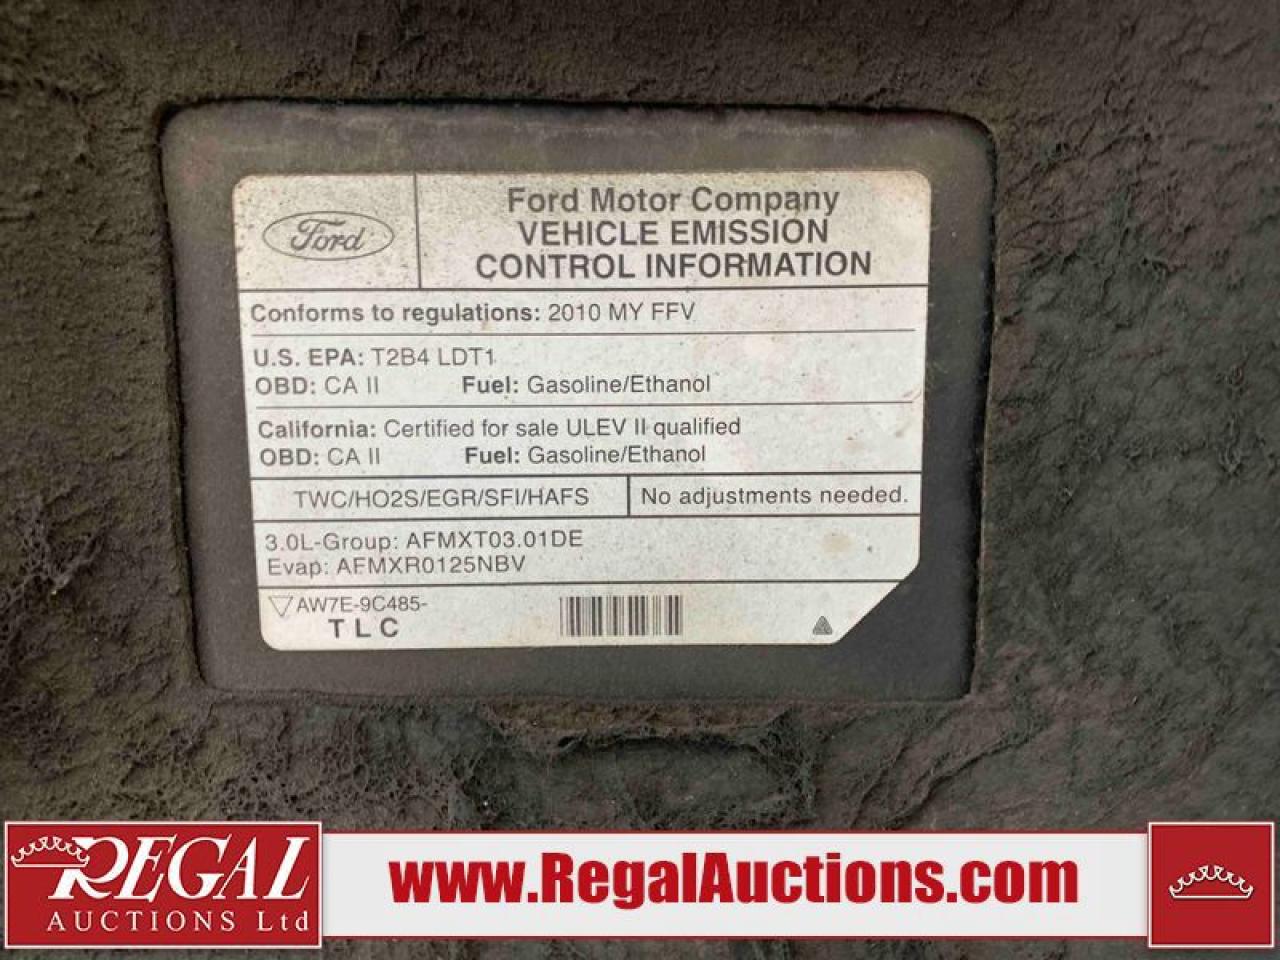 Ford
Ford Motor Company
VEHICLE EMISSION
CONTROL INFORMATION
Conforms to regulations: 2010 MY FFV
U.S. EPA: T2B4 LDT1
OBD: CA II Fuel: Gasoline/Ethanol
California: Certified for sale ULEV II qualified
OBD: CA II Fuel: Gasoline/Ethanol
TWC/HO2S/EGR/SFI/HAFS No adjustments needed.
3.0L-Group: AFMXT03.01DE
Evap: AFMXR0125NBV
AW7E-9C485-
TLC
REGAL
AUCTIONS Ltd
www.RegalAuctions.com